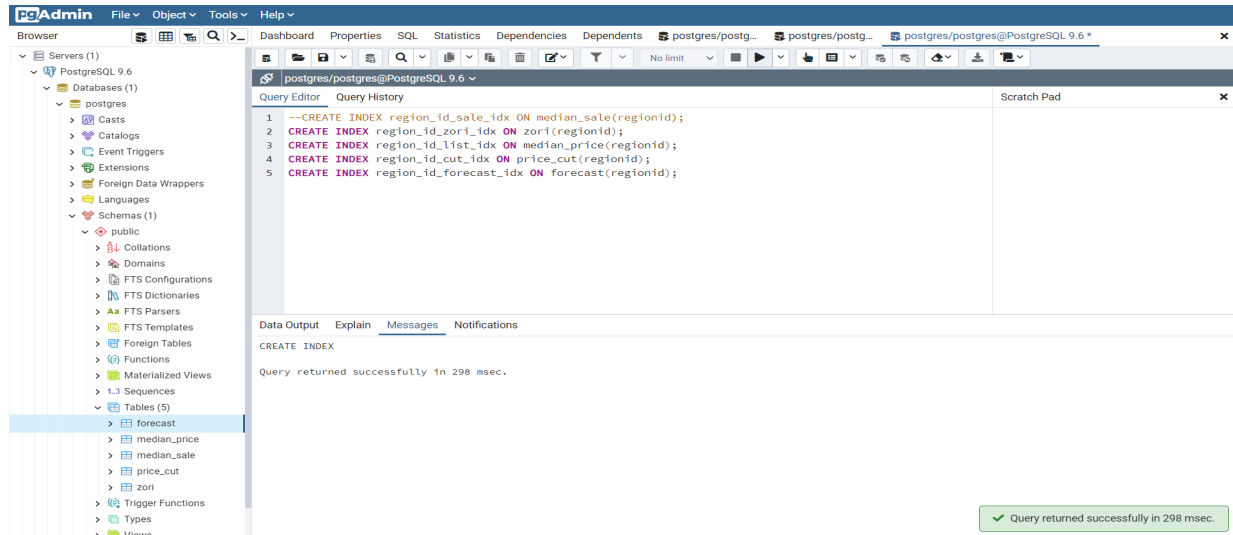 pgAdmin File Object Tools Help
Browser
Dashboard Properties SQL Statistics Dependencies Dependents postgres/postg... postgres/postg... postgres/postgres@PostgreSQL 9.6 *
No limit
postgres/postgres@PostgreSQL 9.6
Query Editor Query History
Scratch Pad
1 --CREATE INDEX region_id_sale_idx ON median_sale(regionid);
2 CREATE INDEX region_id_zori_idx ON zori(regionid);
3 CREATE INDEX region_id_list_idx ON median_price(regionid);
4 CREATE INDEX region_id_cut_idx ON price_cut(regionid);
5 CREATE INDEX region_id_forecast_idx ON forecast(regionid);
Servers (1)
PostgreSQL 9.6
Databases (1)
postgres
Casts
Catalogs
Event Triggers
Extensions
Foreign Data Wrappers
Languages
Schemas (1)
public
Collations
Domains
FTS Configurations
FTS Dictionaries
Aa FTS Parsers
FTS Templates
Foreign Tables
Functions
Materialized Views
1..3 Sequences
Tables (5)
forecast
median_price
median_sale
price_cut
zori
Trigger Functions
Types
Views
Data Output Explain Messages Notifications
CREATE INDEX
Query returned successfully in 298 msec.
Query returned successfully in 298 msec.